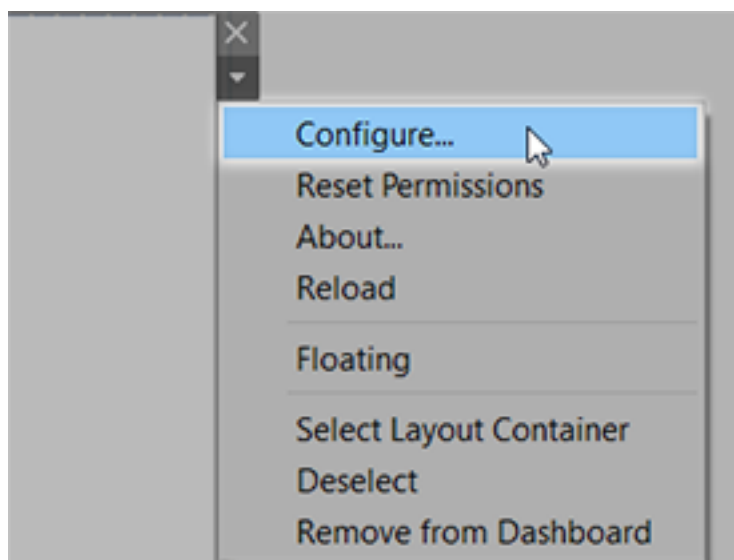 Configure...
Reset Permissions
About...
Reload
Floating
Select Layout Container
Deselect
Remove from Dashboard